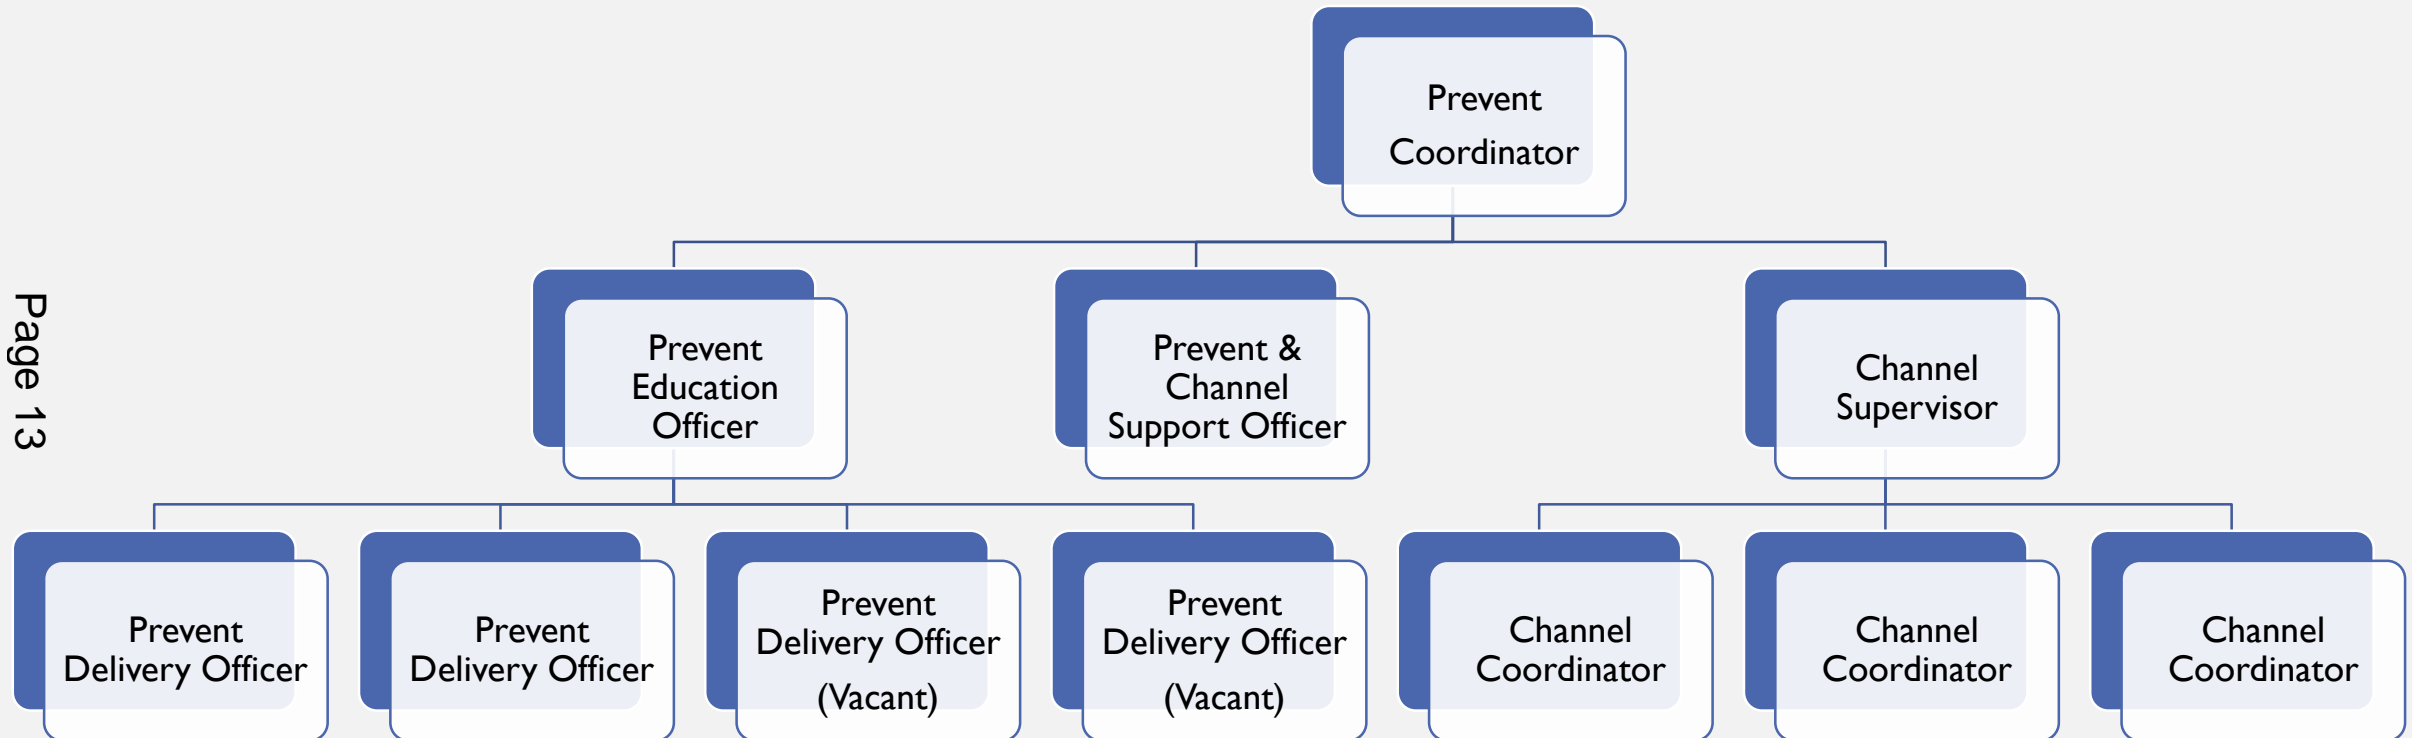 Prevent
Coordinator
Prevent
Education
Officer
Prevent &
Channel
Support Officer
Channel
Supervisor
Prevent
Delivery Officer
Prevent
Delivery Officer
Prevent
Delivery Officer
(Vacant)
Prevent
Delivery Officer
(Vacant)
Channel
Coordinator
Channel
Coordinator
Channel
Coordinator
Page 13